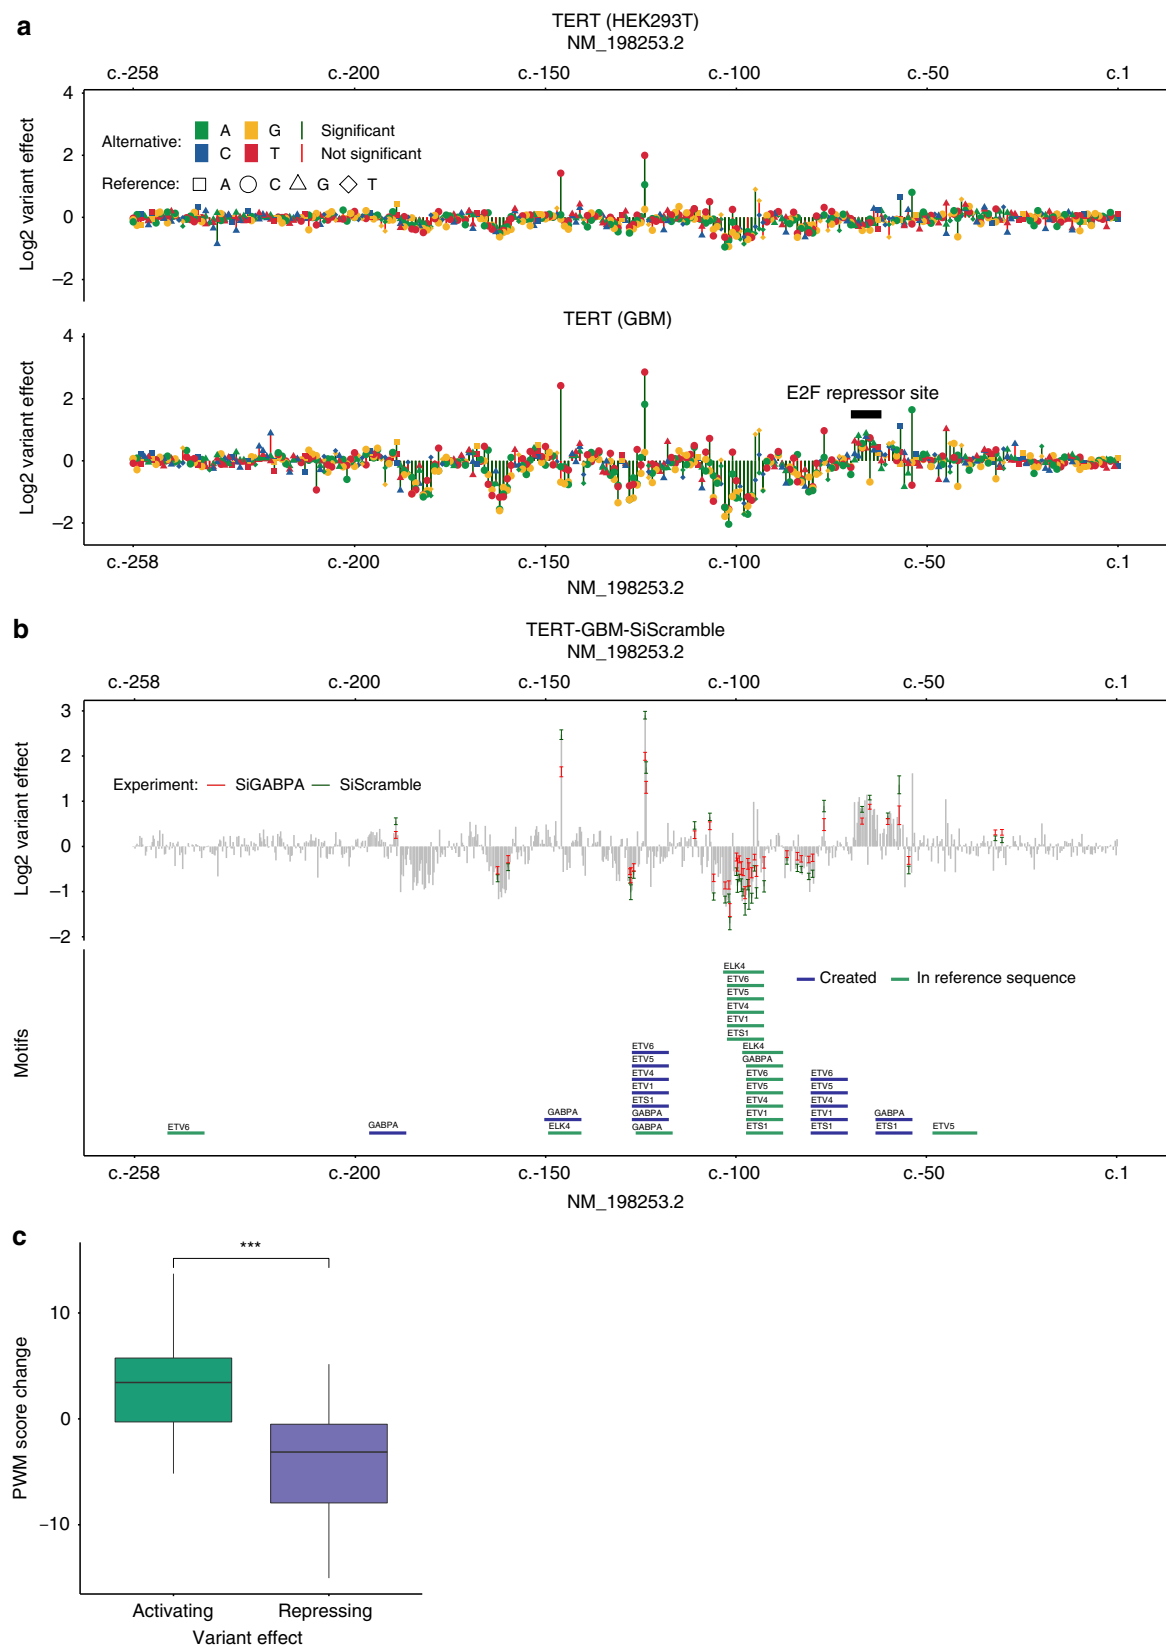 a
TERT (HEK293T)
NM_198253.2
c.-258 c.-200 c.-150 c.-100 c.-50 c.1
4
2
0
−2
Log2 variant effect
Alternative: A G Significant
C T Not significant
Reference: A C G T
TERT (GBM)
4
2
0
−2
Log2 variant effect
E2F repressor site
c.-258 c.-200 c.-150 c.-100 c.-50 c.1
NM_198253.2
b
TERT-GBM-SiScramble
NM_198253.2
c.-258 c.-200 c.-150 c.-100 c.-50 c.1
3
2
1
0
−1
−2
Log2 variant effect
Experiment: SiGABPA SiScramble
Motifs
Created In reference sequence
ELK4
ETV6
ETV5
ETV4
ETV1
ETS1
ETV6 ELK4
ETV5 GABPA
ETV4 ETV6 ETV6
ETV1 ETV5 ETV5
ETS1 ETV4 ETV4
GABPA GABPA ETV1 ETV1 GABPA
ETV6 GABPA ELK4 GABPA ETS1 ETS1 ETS1 ETV5
c.-258 c.-200 c.-150 c.-100 c.-50 c.1
NM_198253.2
c
***
10
0
−10
PWM score change
Activating Repressing
Variant effect